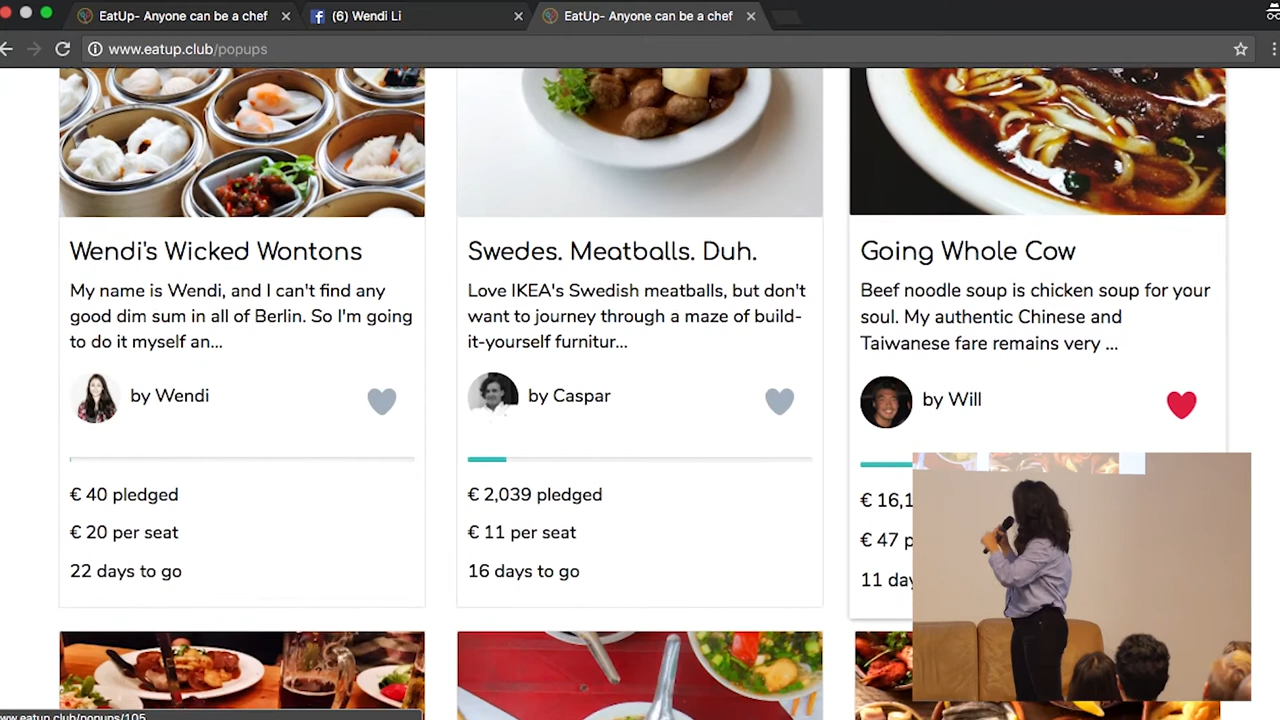 EatUp- Anyone can be a chef
(6) Wendi Li
EatUp- Anyone can be a chef
www.eatup.club/popups
Wendi's Wicked Wontons
My name is Wendi, and I can't find any
good dim sum in all of Berlin. So I'm going
to do it myself an...
by Wendi
€ 40 pledged
€ 20 per seat
22 days to go
Swedes. Meatballs. Duh.
Love IKEA's Swedish meatballs, but don't
want to journey through a maze of build-
it-yourself furnitur...
by Caspar
€ 2,039 pledged
€ 11 per seat
16 days to go
Going Whole Cow
Beef noodle soup is chicken soup for your
soul. My authentic Chinese and
Taiwanese fare remains very ...
by Will
€ 16,1
€ 47 p
11 day
www.eatup.club/popups/105